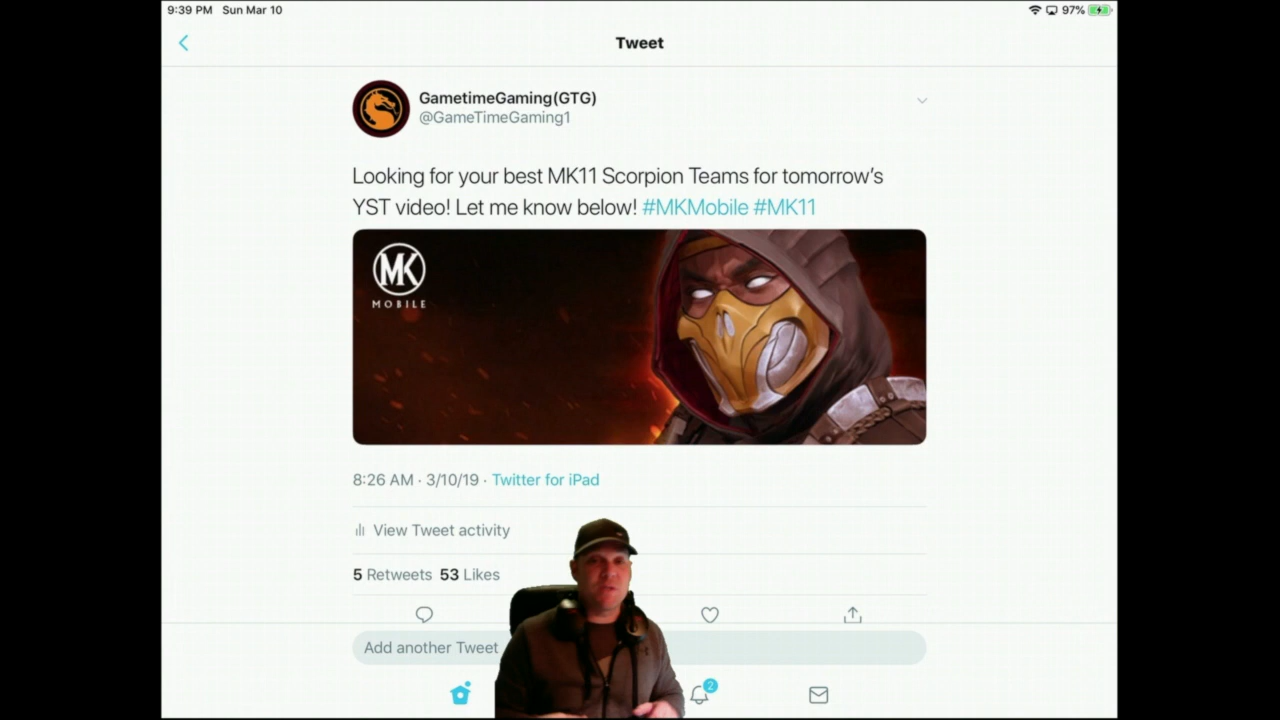 9:39 PM Sun Mar 10
97%
Tweet
GametimeGaming(GTG)
@GameTimeGaming1
Looking for your best MK11 Scorpion Teams for tomorrow's
YST video! Let me know below! #MKMobile #MK11
MK
MOBILE
8:26 AM · 3/10/19 · Twitter for iPad
View Tweet activity
5 Retweets 53 Likes
Add another Tweet
2